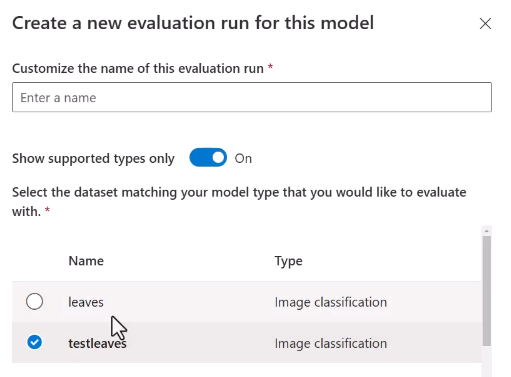 Create a new evaluation run for this model
Customize the name of this evaluation run *
Enter a name
Show supported types only On
Select the dataset matching your model type that you would like to evaluate
with. *
Name Type
leaves Image classification
testleaves Image classification